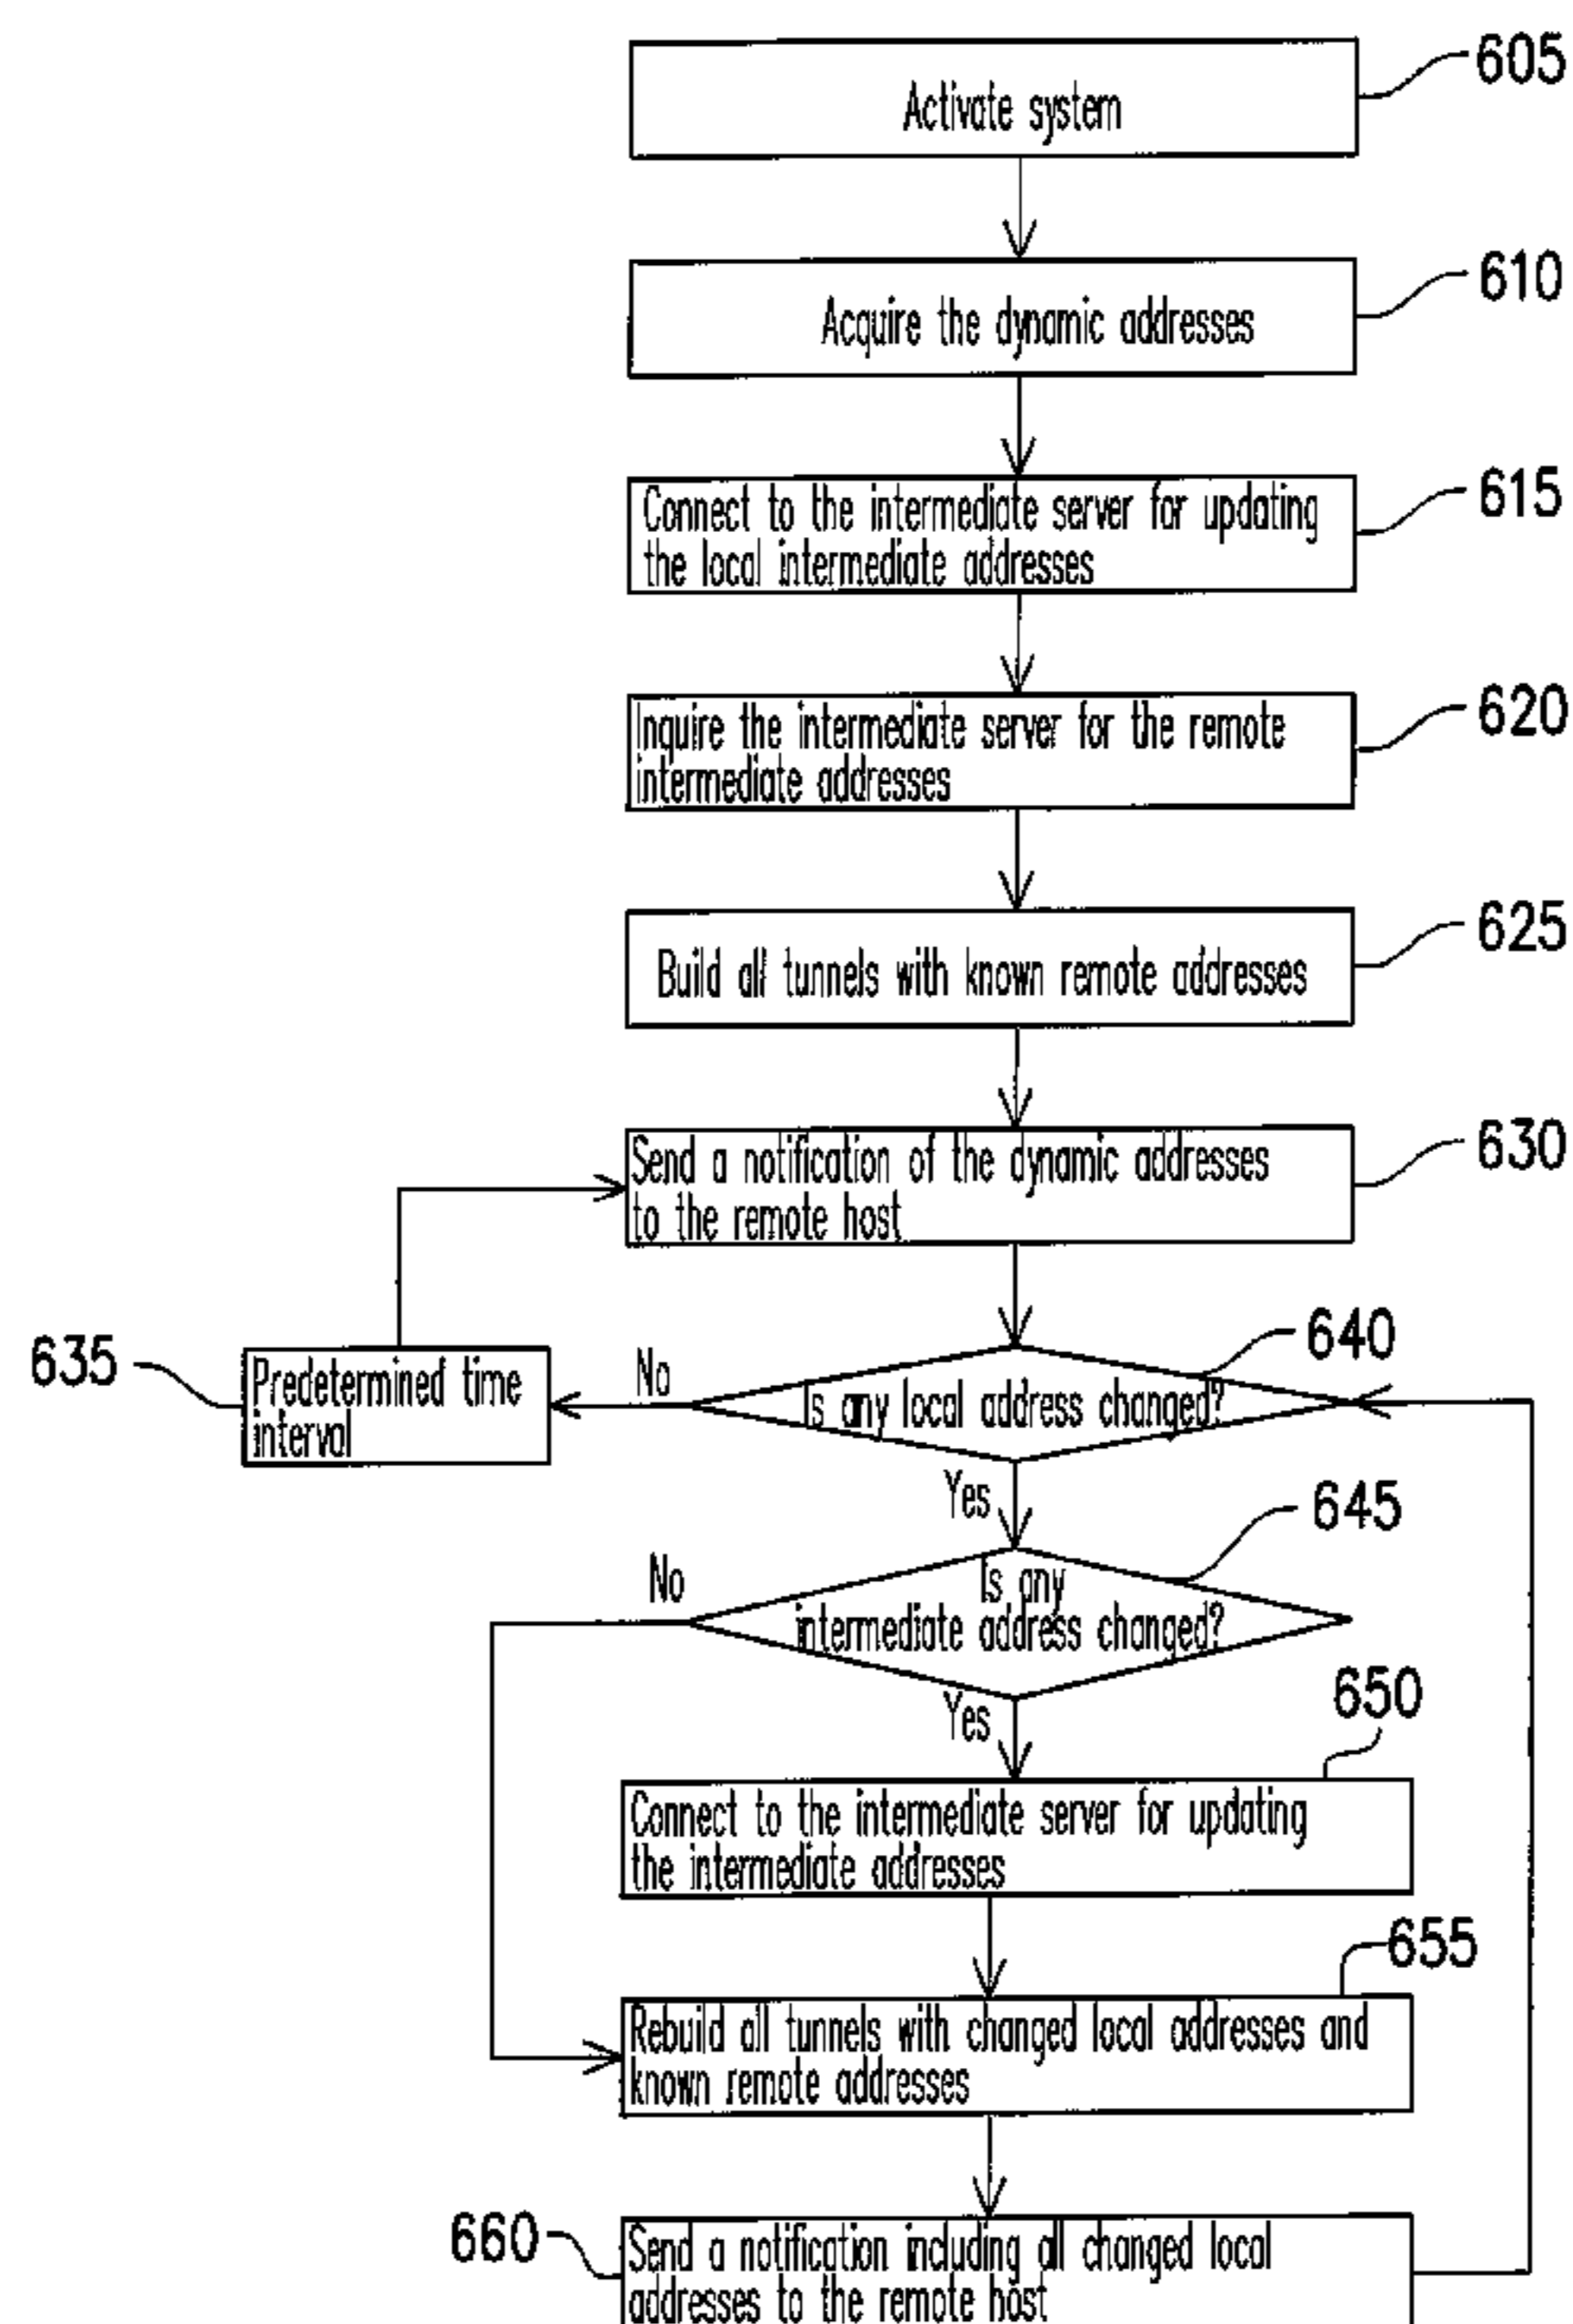 605
Activate system
610
Acquire the dynamic addresses
615
Connect to the intermediate server for updating
the local intermediate addresses
620
Inquire the intermediate server for the remote
intermediate addresses
625
Build all tunnels with known remote addresses
630
Send a notification of the dynamic addresses
to the remote host
635
Predetermined time
interval
No
640
Is any local address changed?
Yes
645
No
Is any
intermediate address changed?
Yes
650
Connect to the intermediate server for updating
the intermediate addresses
655
Rebuild all tunnels with changed local addresses and
known remote addresses
660
Send a notification including all changed local
addresses to the remote host